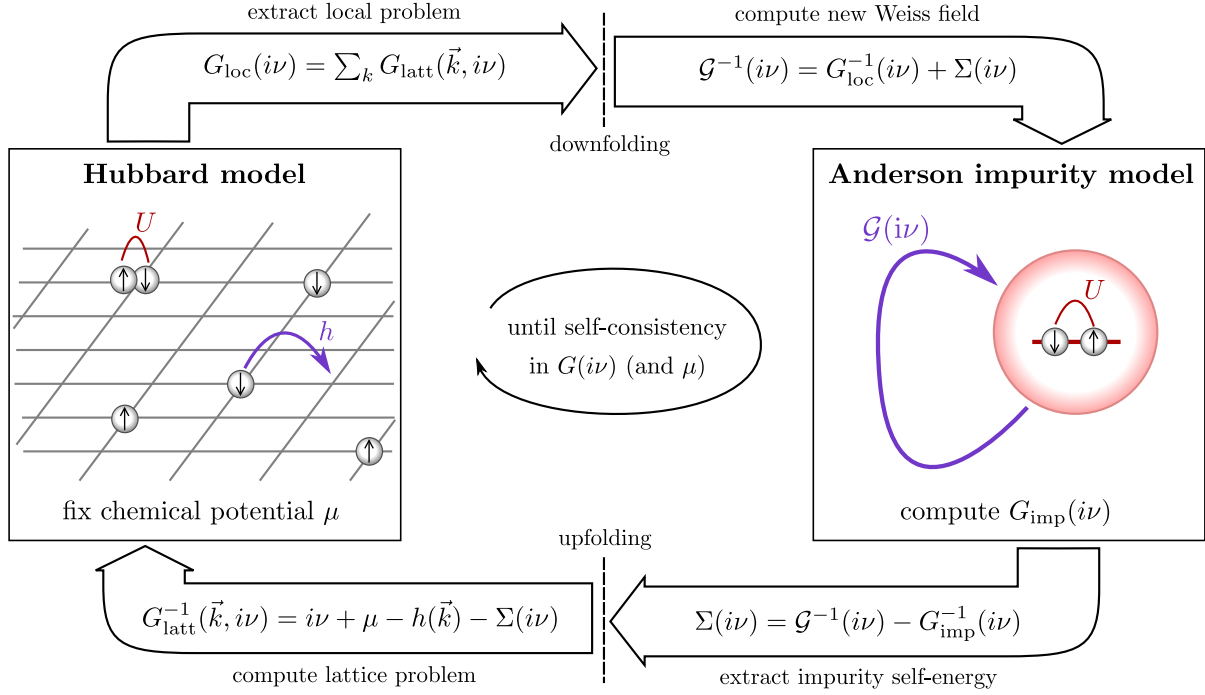 extract local problem
compute new Weiss field
G_loc(iν) = ∑_k G_latt(k⃗, iν)
𝒢⁻¹(iν) = G_loc⁻¹(iν) + Σ(iν)
downfolding
Hubbard model
Anderson impurity model
U
𝒢(iν)
U
h
until self-consistency
in G(iν) (and μ)
fix chemical potential μ
compute G_imp(iν)
upfolding
G_latt⁻¹(k⃗, iν) = iν + μ − h(k⃗) − Σ(iν)
Σ(iν) = 𝒢⁻¹(iν) − G_imp⁻¹(iν)
compute lattice problem
extract impurity self-energy